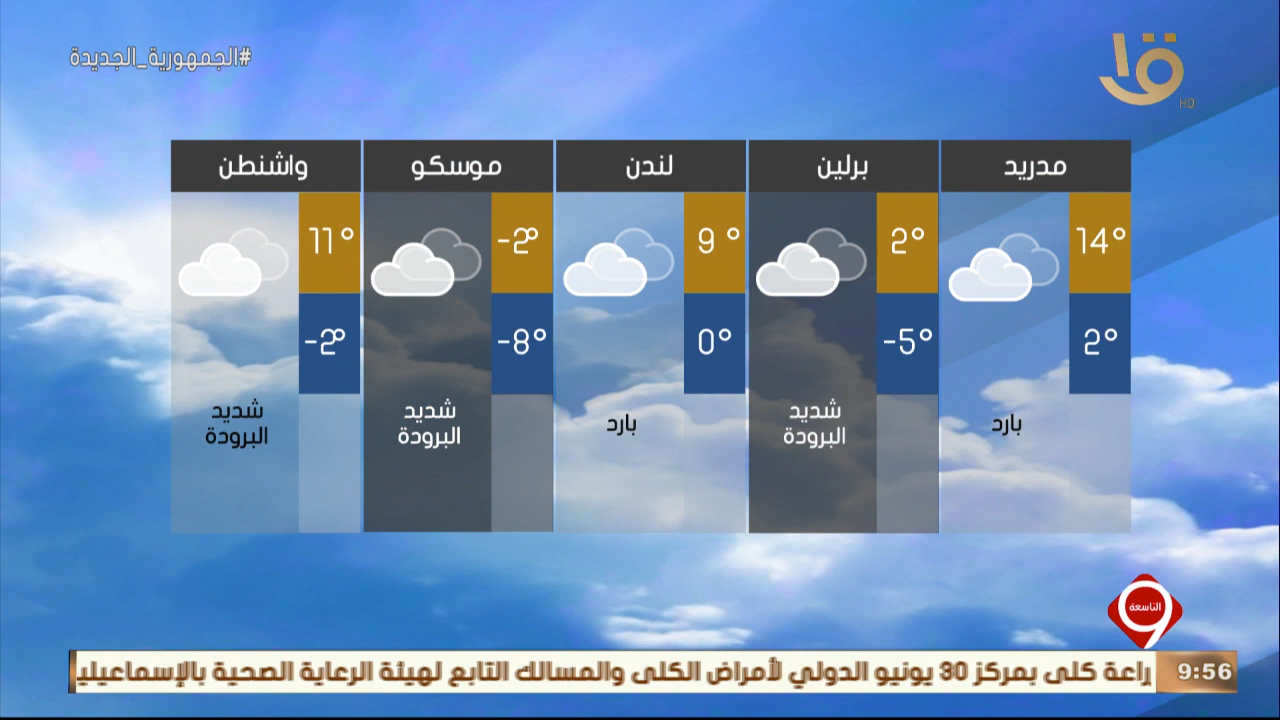 #الجمهورية_الجديدة
HD
مدريد
14°
2°
بارد
برلين
2°
-5°
شديد
البرودة
لندن
9°
0°
بارد
موسكو
-2°
-8°
شديد
البرودة
واشنطن
11°
-2°
شديد
البرودة
التاسعة
9
9:56
راعة كلى بمركز 30 يونيو الدولي لأمراض الكلى والمسالك التابع لهيئة الرعاية الصحية بالإسماعيلي